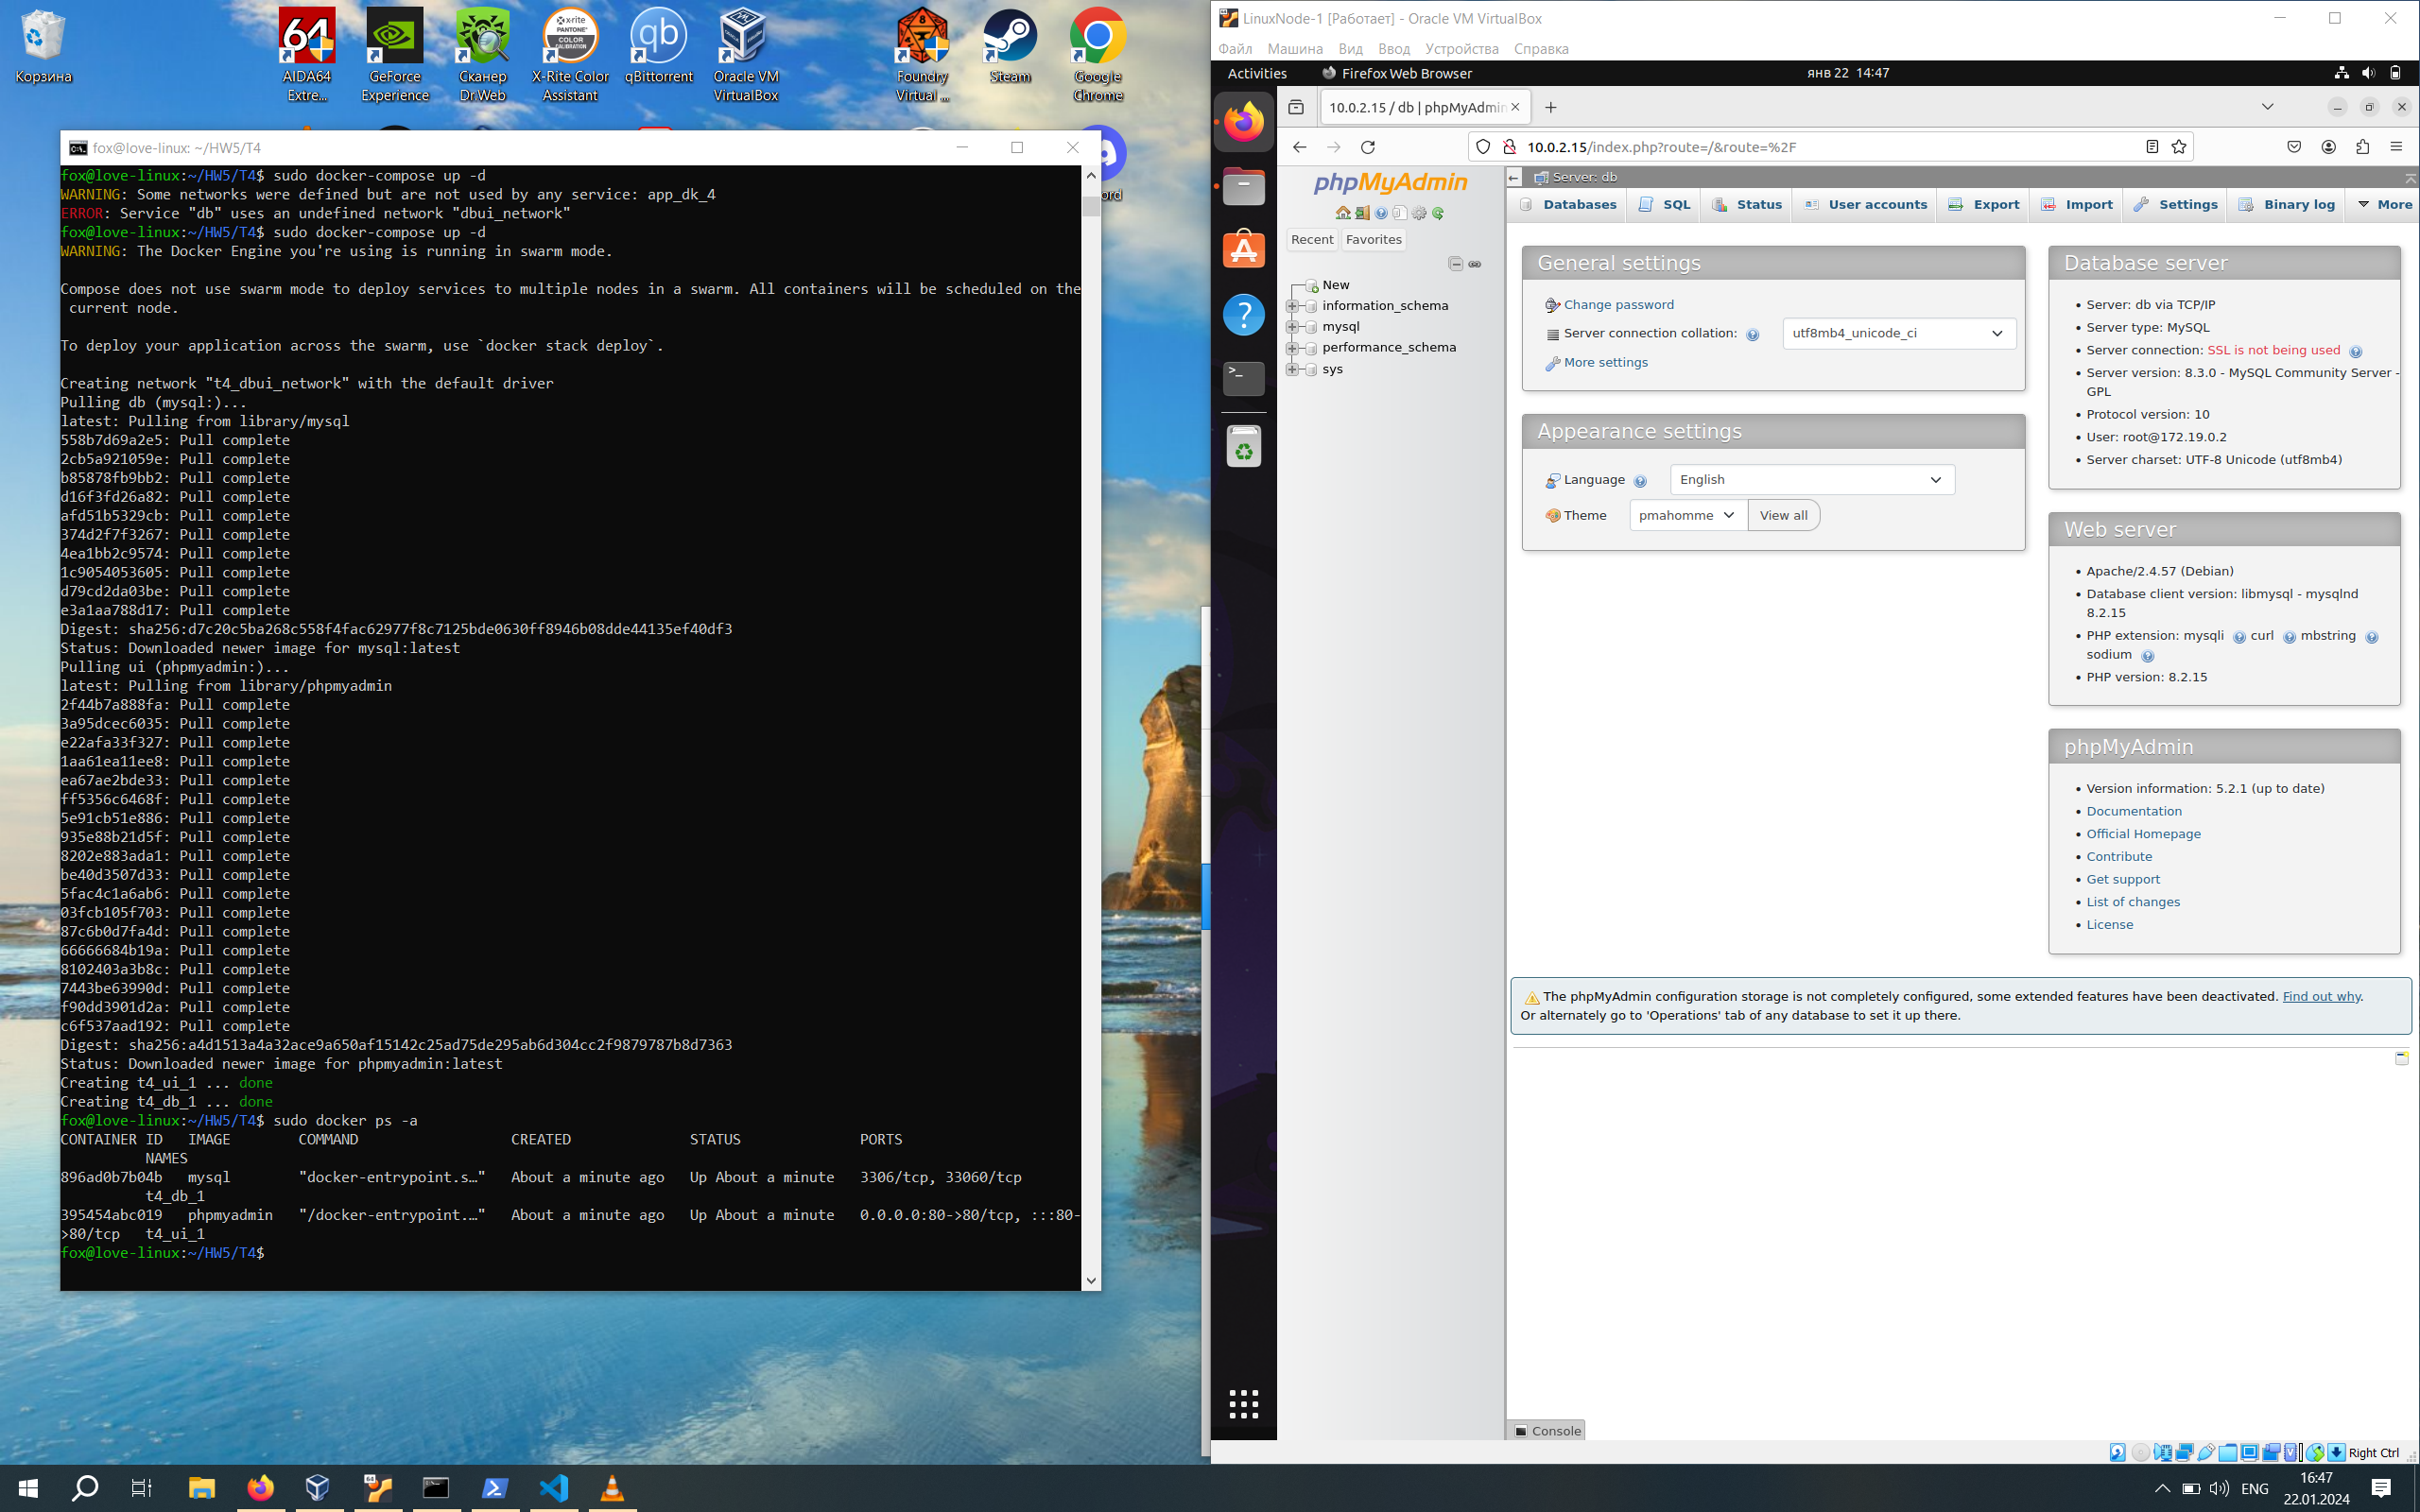 Корзина
AIDA64 Extre...
GeForce Experience
Сканер Dr.Web
X-Rite Color Assistant
qBittorrent
Oracle VM VirtualBox
Foundry Virtual ...
Steam
Google Chrome
fox@love-linux: ~/HW5/T4
fox@love-linux:~/HW5/T4$ sudo docker-compose up -d
WARNING: Some networks were defined but are not used by any service: app_dk_4
ERROR: Service "db" uses an undefined network "dbui_network"
fox@love-linux:~/HW5/T4$ sudo docker-compose up -d
WARNING: The Docker Engine you're using is running in swarm mode.
Compose does not use swarm mode to deploy services to multiple nodes in a swarm. All containers will be scheduled on the
 current node.
To deploy your application across the swarm, use `docker stack deploy`.
Creating network "t4_dbui_network" with the default driver
Pulling db (mysql:)...
latest: Pulling from library/mysql
558b7d69a2e5: Pull complete
2cb5a921059e: Pull complete
b85878fb9bb2: Pull complete
d16f3fd26a82: Pull complete
afd51b5329cb: Pull complete
374d2f7f3267: Pull complete
4ea1bb2c9574: Pull complete
1c9054053605: Pull complete
d79cd2da03be: Pull complete
e3a1aa788d17: Pull complete
Digest: sha256:d7c20c5ba268c558f4fac62977f8c7125bde0630ff8946b08dde44135ef40df3
Status: Downloaded newer image for mysql:latest
Pulling ui (phpmyadmin:)...
latest: Pulling from library/phpmyadmin
2f44b7a888fa: Pull complete
3a95dcec6035: Pull complete
e22afa33f327: Pull complete
1aa61ea11ee8: Pull complete
ea67ae2bde33: Pull complete
ff5356c6468f: Pull complete
5e91cb51e886: Pull complete
935e88b21d5f: Pull complete
8202e883ada1: Pull complete
be40d3507d33: Pull complete
5fac4c1a6ab6: Pull complete
03fcb105f703: Pull complete
87c6b0d7fa4d: Pull complete
66666684b19a: Pull complete
8102403a3b8c: Pull complete
7443be63990d: Pull complete
f90dd3901d2a: Pull complete
c6f537aad192: Pull complete
Digest: sha256:a4d1513a4a32ace9a650af15142c25ad75de295ab6d304cc2f9879787b8d7363
Status: Downloaded newer image for phpmyadmin:latest
Creating t4_ui_1 ... done
Creating t4_db_1 ... done
fox@love-linux:~/HW5/T4$ sudo docker ps -a
CONTAINER ID   IMAGE        COMMAND                  CREATED              STATUS              PORTS
          NAMES
896ad0b7b04b   mysql        "docker-entrypoint.s…"   About a minute ago   Up About a minute   3306/tcp, 33060/tcp
          t4_db_1
395454abc019   phpmyadmin   "/docker-entrypoint.…"   About a minute ago   Up About a minute   0.0.0.0:80->80/tcp, :::80-
>80/tcp   t4_ui_1
fox@love-linux:~/HW5/T4$
LinuxNode-1 [Работает] - Oracle VM VirtualBox
Файл Машина Вид Ввод Устройства Справка
Activities Firefox Web Browser янв 22 14:47
10.0.2.15 / db | phpMyAdmin
10.0.2.15/index.php?route=/&route=%2F
phpMyAdmin
Recent Favorites
New
information_schema
mysql
performance_schema
sys
Server: db
Databases SQL Status User accounts Export Import Settings Binary log More
General settings
Change password
Server connection collation: utf8mb4_unicode_ci
More settings
Appearance settings
Language English
Theme pmahomme View all
Database server
Server: db via TCP/IP
Server type: MySQL
Server connection: SSL is not being used
Server version: 8.3.0 - MySQL Community Server -
GPL
Protocol version: 10
User: root@172.19.0.2
Server charset: UTF-8 Unicode (utf8mb4)
Web server
Apache/2.4.57 (Debian)
Database client version: libmysql - mysqlnd
8.2.15
PHP extension: mysqli curl mbstring
sodium
PHP version: 8.2.15
phpMyAdmin
Version information: 5.2.1 (up to date)
Documentation
Official Homepage
Contribute
Get support
List of changes
License
The phpMyAdmin configuration storage is not completely configured, some extended features have been deactivated. Find out why.
Or alternately go to 'Operations' tab of any database to set it up there.
Console
Right Ctrl
ENG
16:47
22.01.2024